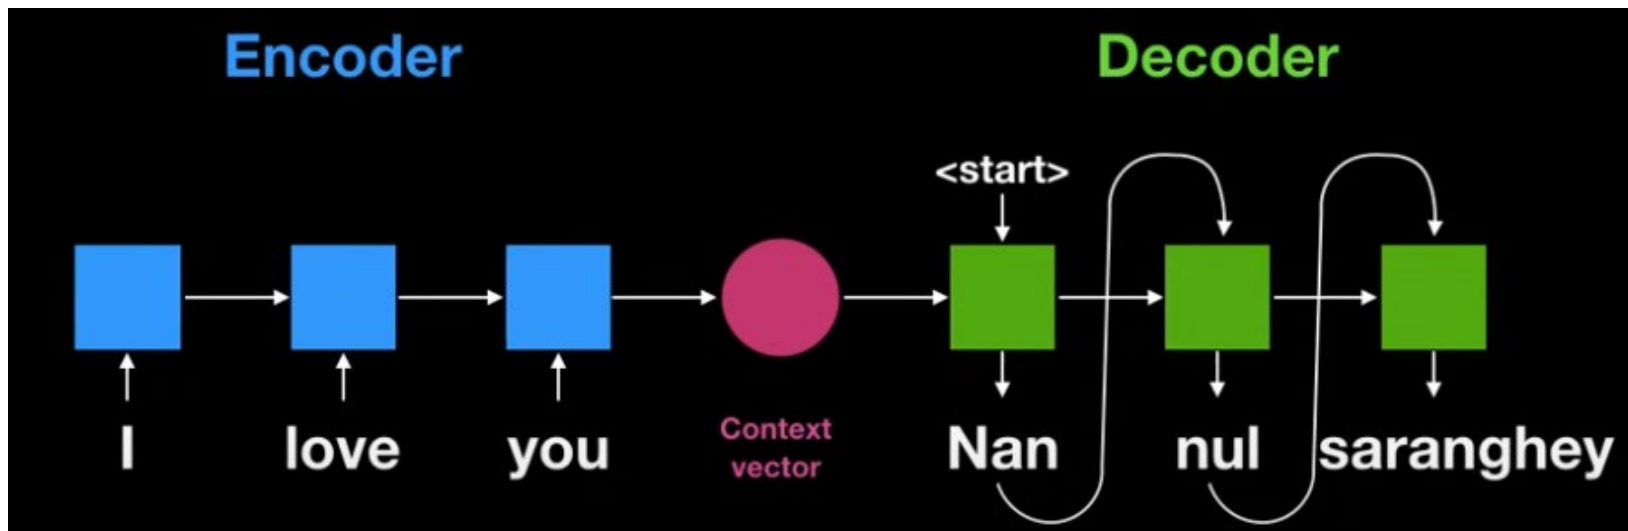 Encoder
Decoder
<start>
I love you
Context
vector
Nan nul saranghey